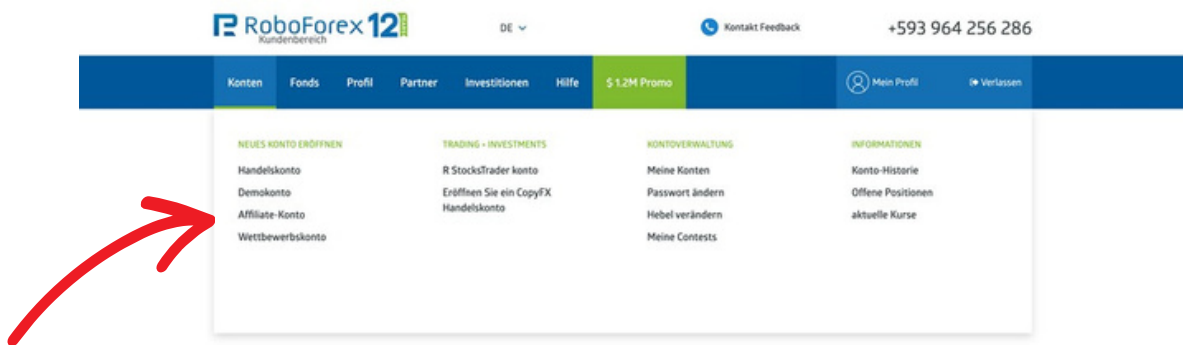 RoboForex 12
Kundenbereich
DE
Kontakt Feedback
+593 964 256 286
Konten
Fonds
Profil
Partner
Investitionen
Hilfe
$ 1.2M Promo
Mein Profil
Verlassen
NEUES KONTO ERÖFFNEN
Handelskonto
Demokonto
Affiliate-Konto
Wettbewerbskonto
TRADING + INVESTMENTS
R StocksTrader konto
Eröffnen Sie ein CopyFX
Handelskonto
KONTOVERWALTUNG
Meine Konten
Passwort ändern
Hebel verändern
Meine Contests
INFORMATIONEN
Konto-Historie
Offene Positionen
aktuelle Kurse